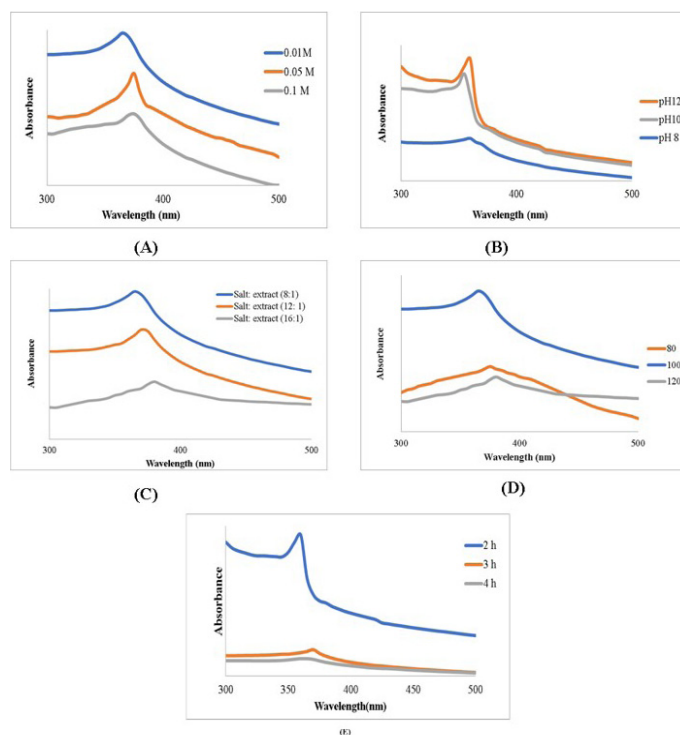 Absorbance
0.01M
0.05 M
0.1 M
300
400
500
Wavelength (nm)
(A)
Absorbance
pH12
pH10
pH 8
300
400
500
Wavelength (nm)
(B)
Absorbance
Salt: extract (8:1)
Salt: extract (12: 1)
Salt: extract (16:1)
300
400
500
Wavelength (nm)
(C)
Absorbance
80
100
120
300
400
500
Wavelength (nm)
(D)
Absorbance
2 h
3 h
4 h
300
350
400
450
500
Wavelength(nm)
(E)